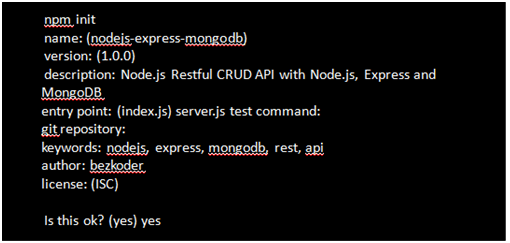 npm init
name: (nodejs-express-mongodb)
version: (1.0.0)
description: Node.js Restful CRUD API with Node.js, Express and
MongoDB
entry point: (index.js) server.js test command:
git repository:
keywords: nodejs, express, mongodb, rest, api
author: bezkoder
license: (ISC)
Is this ok? (yes) yes